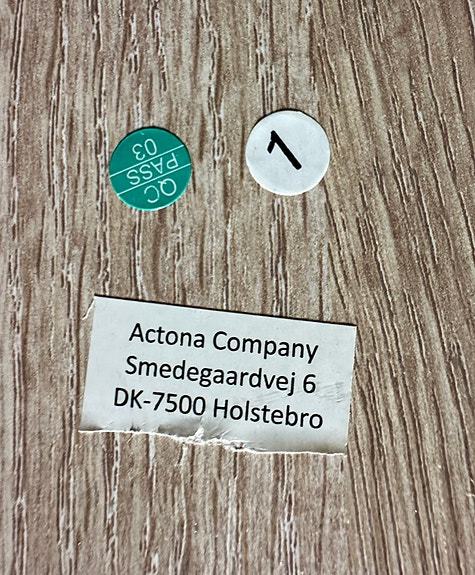 QC
PASS
03
1
Actona Company
Smedegaardvej 6
DK-7500 Holstebro